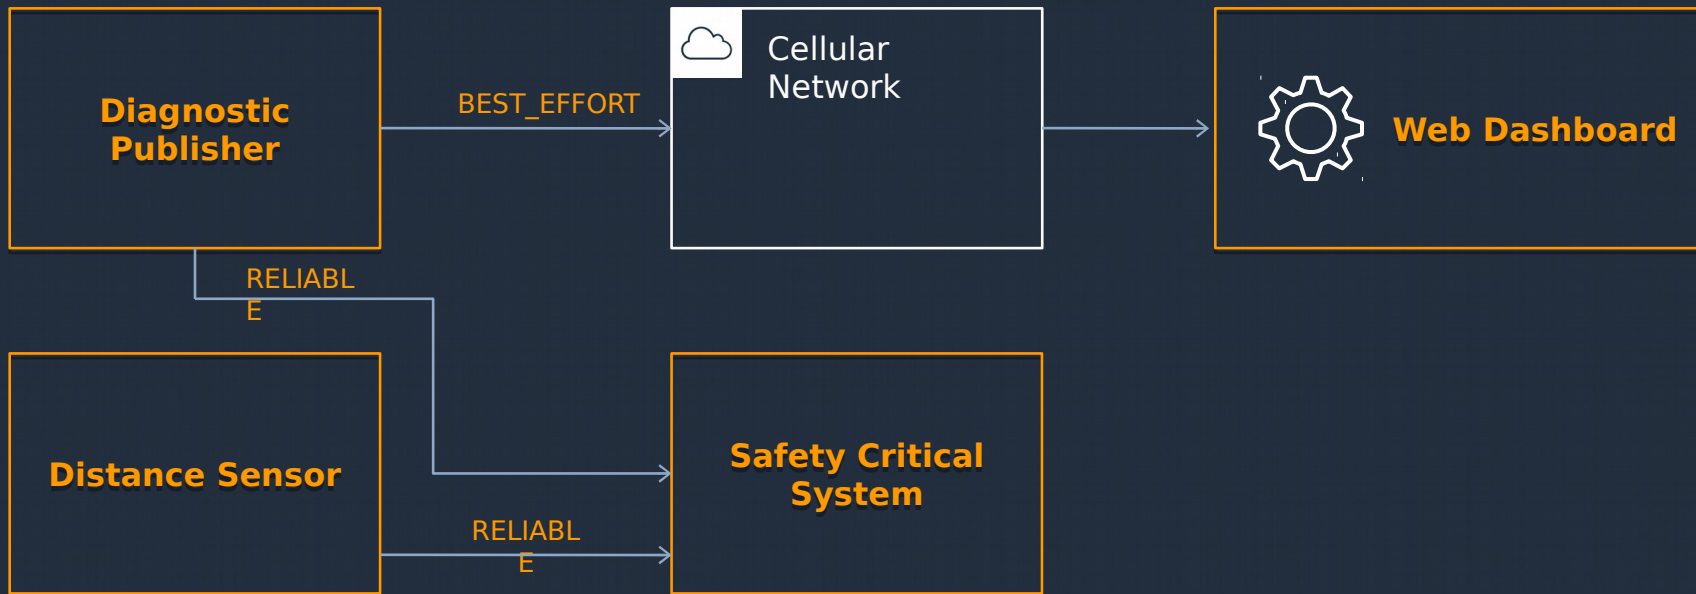 Diagnostic
Publisher
BEST_EFFORT
Cellular
Network
Web Dashboard
RELIABL
E
Distance Sensor
RELIABL
E
Safety Critical
System